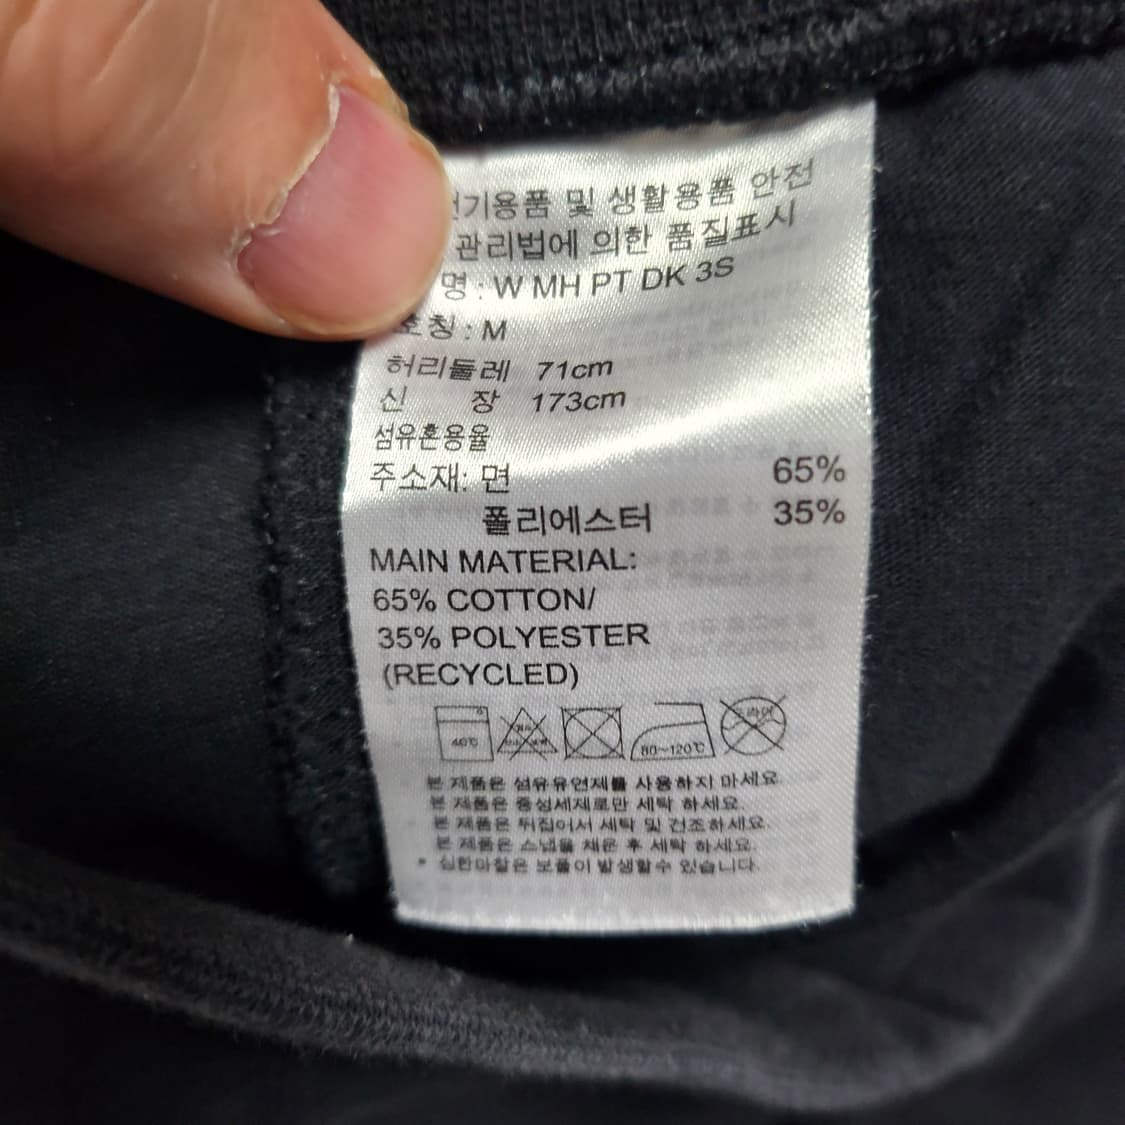 전기용품 및 생활용품 안전
관리법에 의한 품질표시
명 : W MH PT DK 3S
호칭 : M
허리둘레 71cm
신 장 173cm
섬유혼용율
주소재: 면 65%
폴리에스터 35%
MAIN MATERIAL:
65% COTTON/
35% POLYESTER
(RECYCLED)
40℃
80~120℃
드라이
본 제품은 섬유유연제를 사용하지 마세요.
본 제품은 중성세제로만 세탁 하세요.
본 제품은 뒤집어서 세탁 및 건조하세요.
본 제품은 스냅을 채운 후 세탁 하세요.
* 심한마찰은 보풀이 발생할수 있습니다.